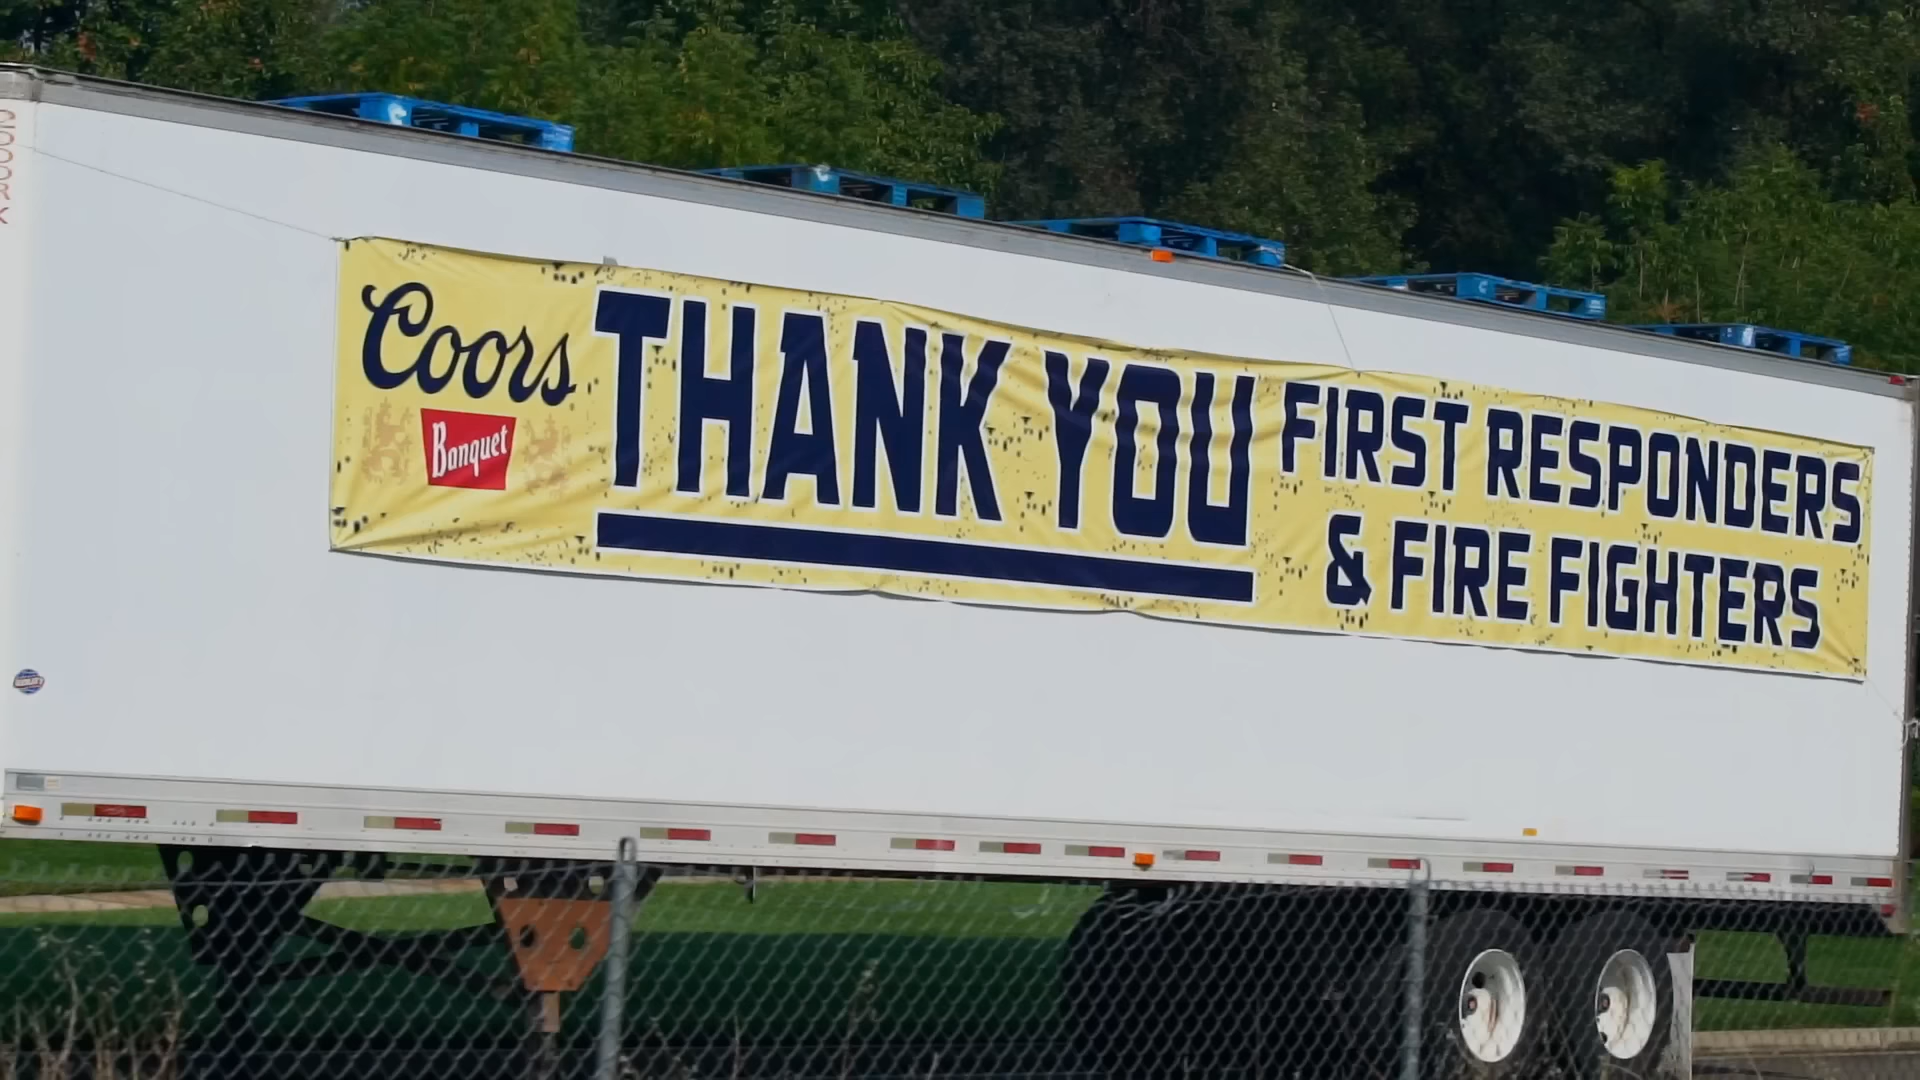 Coors
Banquet
THANK YOU
FIRST RESPONDERS
& FIRE FIGHTERS